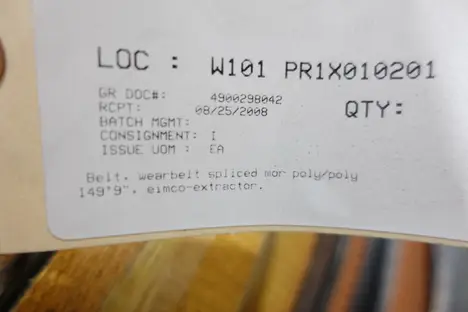 LOC : W101 PR1X010201
GR DOC#: 4900298042
RCPT: 08/25/2008 QTY:
BATCH MGMT:
CONSIGNMENT: I
ISSUE UOM : EA
Belt, wearbelt spliced mor poly/poly
149'9", eimco-extractor.